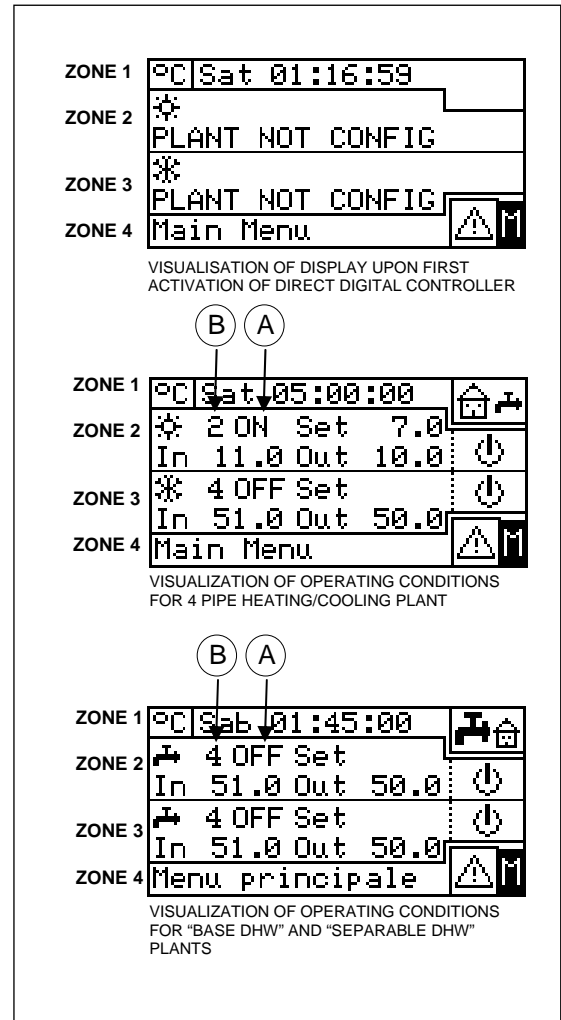 ZONE 1 °C Sat 01:16:59
ZONE 2
PLANT NOT CONFIG
ZONE 3
PLANT NOT CONFIG
ZONE 4 Main Menu M
VISUALISATION OF DISPLAY UPON FIRST
ACTIVATION OF DIRECT DIGITAL CONTROLLER
B A
ZONE 1 °C Sat 05:00:00
ZONE 2 2 ON Set 7.0
In 11.0 Out 10.0
ZONE 3 4 OFF Set
In 51.0 Out 50.0
ZONE 4 Main Menu M
VISUALIZATION OF OPERATING CONDITIONS
FOR 4 PIPE HEATING/COOLING PLANT
B A
ZONE 1 °C Sab 01:45:00
ZONE 2 4 OFF Set
In 51.0 Out 50.0
ZONE 3 4 OFF Set
In 51.0 Out 50.0
ZONE 4 Menu principale M
VISUALIZATION OF OPERATING CONDITIONS
FOR “BASE DHW” AND “SEPARABLE DHW”
PLANTS